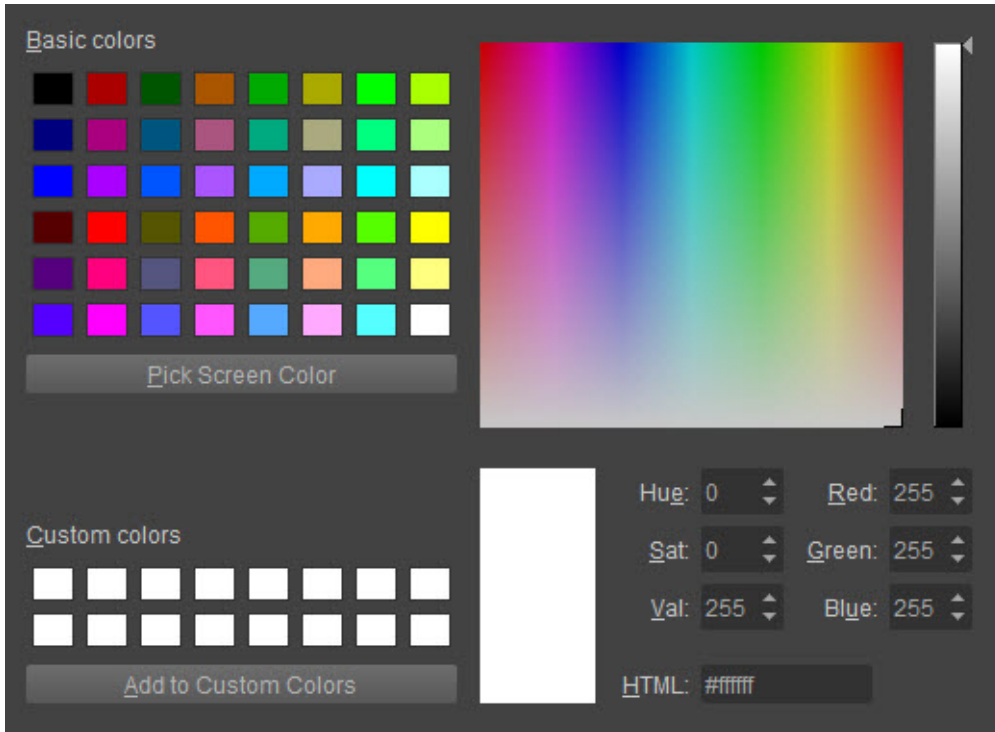 Basic colors
Pick Screen Color
Custom colors
Add to Custom Colors
Hue: 0 Red: 255
Sat: 0 Green: 255
Val: 255 Blue: 255
HTML: #ffffff